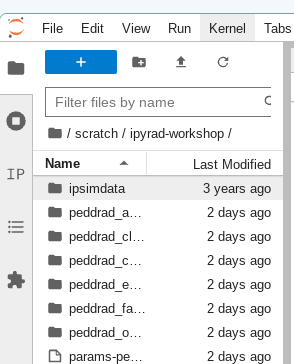 File Edit View Run Kernel Tabs
Filter files by name
/ scratch / ipyrad-workshop /
Name Last Modified
IP
ipsimdata 3 years ago
peddrad_a... 2 days ago
peddrad_cl... 2 days ago
peddrad_c... 2 days ago
peddrad_e... 2 days ago
peddrad_fa... 2 days ago
peddrad_o... 2 days ago
params-pe... 2 days ago